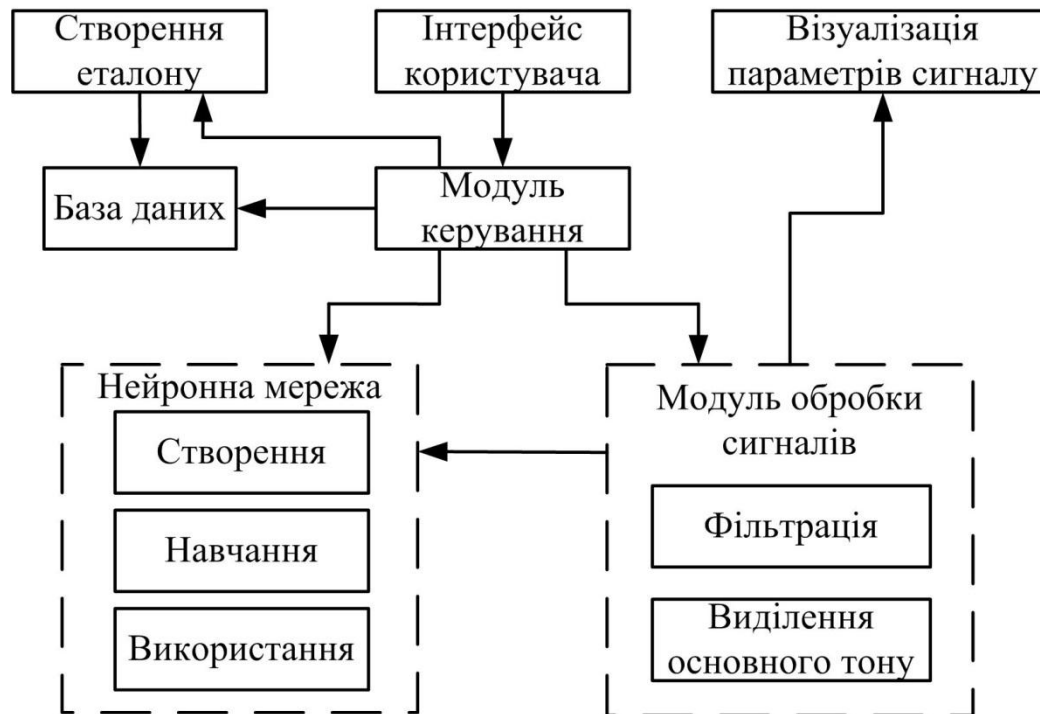 Створення
еталону
Інтерфейс
користувача
Візуалізація
параметрів сигналу
База даних
Модуль
керування
Нейронна мережа
Створення
Навчання
Використання
Модуль обробки
сигналів
Фільтрація
Виділення
основного тону